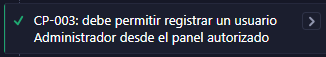 CP-003: debe permitir registrar un usuario
Administrador desde el panel autorizado